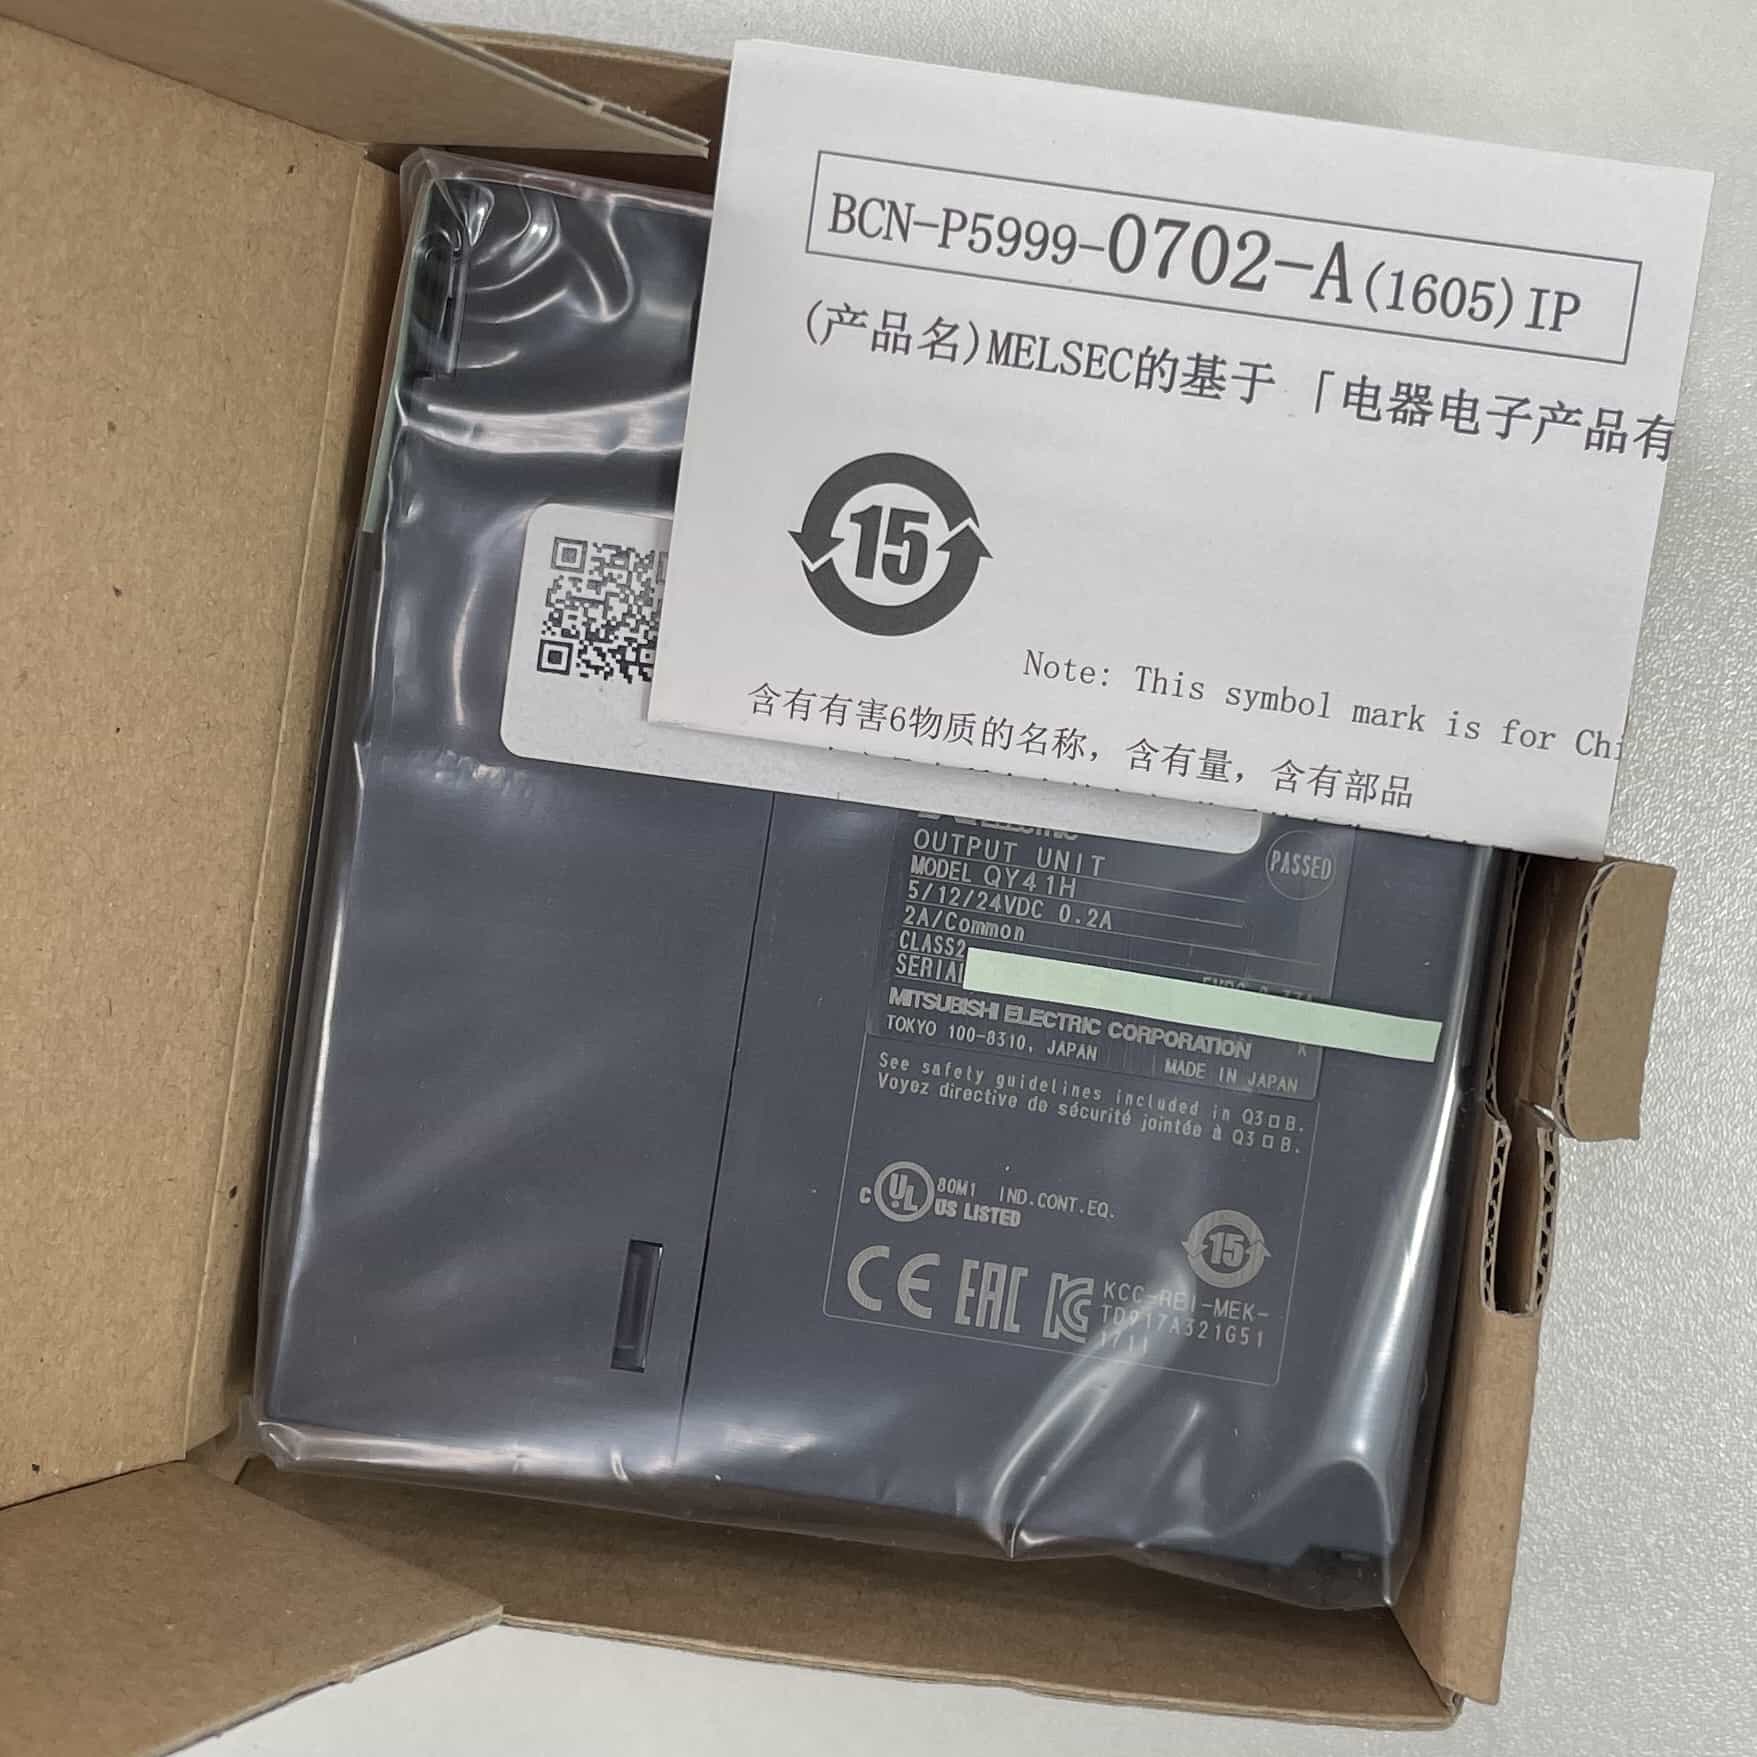 BCN-P5999-0702-A(1605)IP
(产品名)MELSEC的基于「电器电子产品有
15
Note: This symbol mark is for Chi
含有有害6物质的名称，含有量，含有部品
OUTPUT UNIT
PASSED
MODEL QY41H
5/12/24VDC 0.2A
2A/Common
CLASS2
SERIAL
MITSUBISHI ELECTRIC CORPORATION
TOKYO 100-8310, JAPAN
MADE IN JAPAN
See safety guidelines included in Q3□B.
Voyez directive de sécurité jointée à Q3□B.
C UL US LISTED
80M1 IND.CONT.EQ.
15
CE EAC KC
KCC-REI-MEK-
TD917A321G51
1711